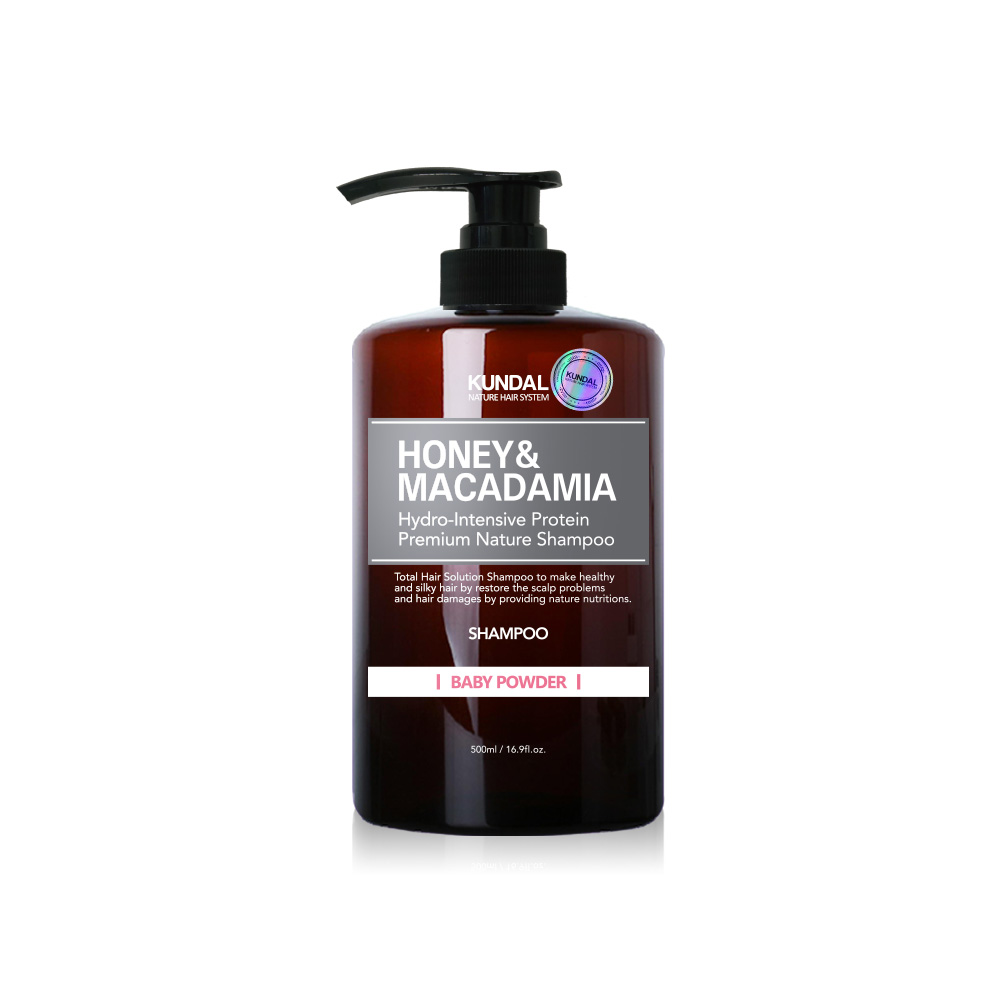 KUNDAL
NATURE HAIR SYSTEM
KUNDAL
HONEY&
MACADAMIA
Hydro-Intensive Protein
Premium Nature Shampoo
Total Hair Solution Shampoo to make healthy
and silky hair by restore the scalp problems
and hair damages by providing nature nutritions.
SHAMPOO
| BABY POWDER |
500ml / 16.9fl.oz.